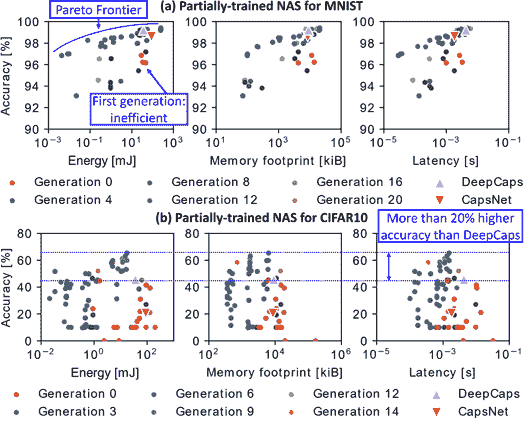 Pareto Frontier
(a) Partially-trained NAS for MNIST
Accuracy [%]
100
98
96
94
92
90
First generation:
inefficient
10⁻³ 10⁻¹ 10¹ 10³
10¹ 10² 10³ 10⁴ 10⁵
10⁻⁵ 10⁻³ 10⁻¹
Energy [mJ] Memory footprint [kiB] Latency [s]
Generation 0 Generation 8 Generation 16 DeepCaps
Generation 4 Generation 12 Generation 20 CapsNet
(b) Partially-trained NAS for CIFAR10
More than 20% higher
accuracy than DeepCaps
Accuracy [%]
80
60
40
20
0
10⁻² 10⁰ 10²
10² 10⁴ 10⁶
10⁻⁵ 10⁻³ 10⁻¹
Energy [mJ] Memory footprint [kiB] Latency [s]
Generation 0 Generation 6 Generation 12 DeepCaps
Generation 3 Generation 9 Generation 14 CapsNet